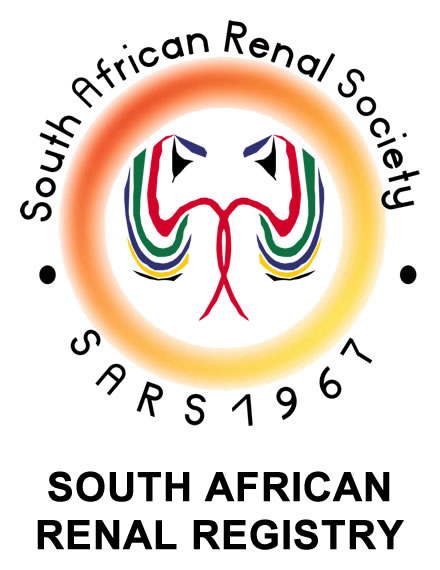 South African Renal Society
SARS 1967
SOUTH AFRICAN
RENAL REGISTRY